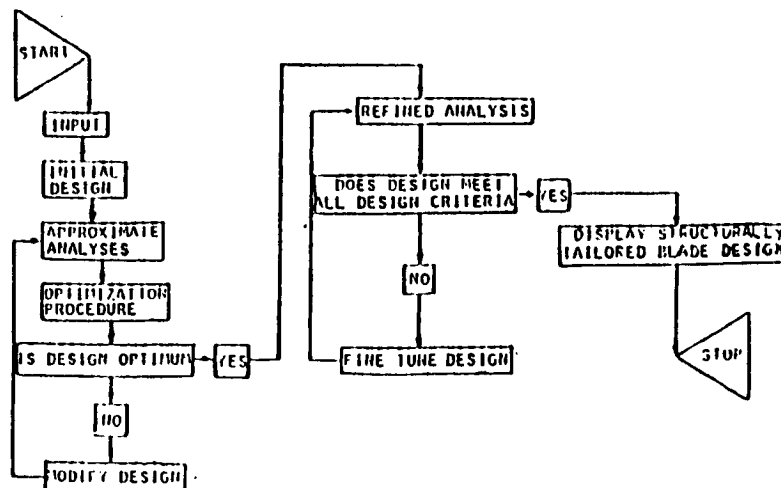 START
INPUT
INITIAL
DESIGN
APPROXIMATE
ANALYSES
OPTIMIZATION
PROCEDURE
IS DESIGN OPTIMUM
YES
NO
MODIFY DESIGN
REFINED ANALYSIS
DOES DESIGN MEET
ALL DESIGN CRITERIA
YES
NO
FINE TUNE DESIGN
DISPLAY STRUCTURALLY
TAILORED BLADE DESIGN
STOP